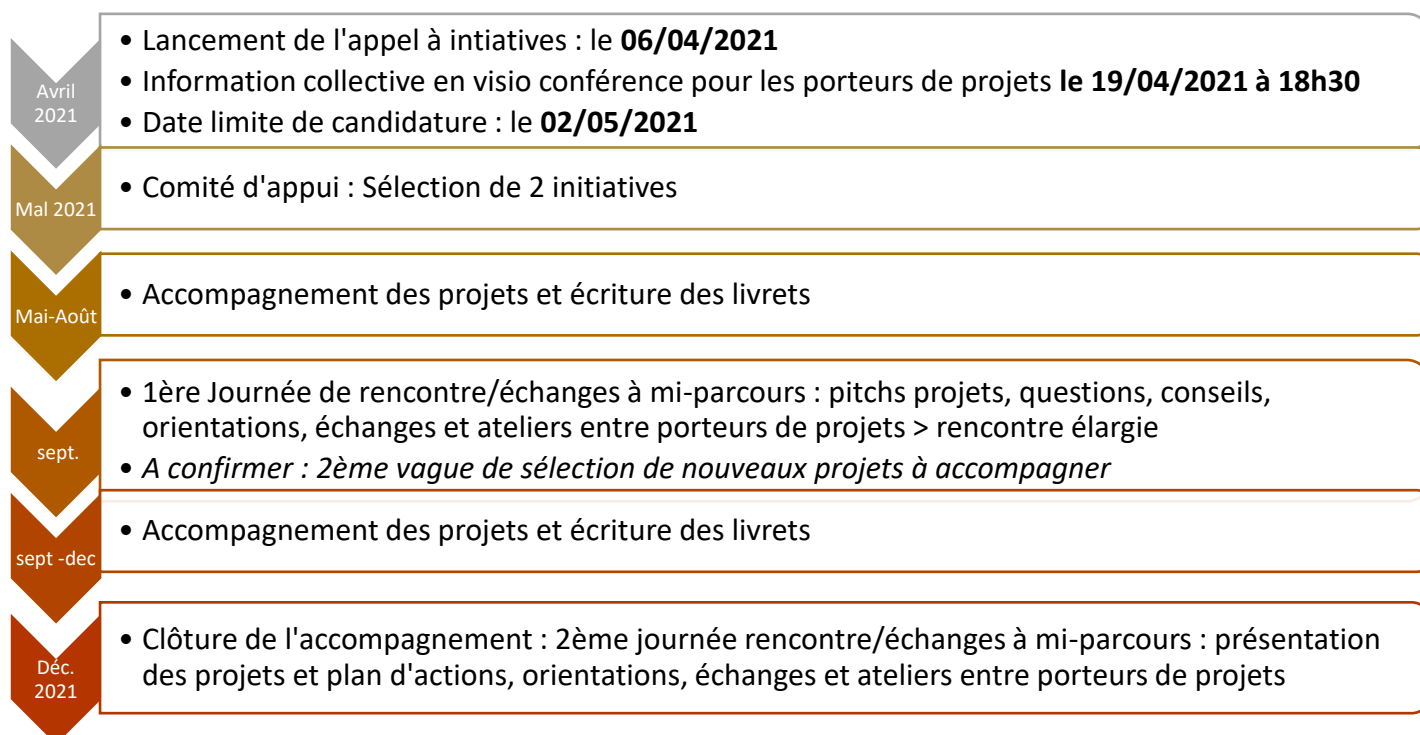 Avril
2021
• Lancement de l'appel à intiatives : le 06/04/2021
• Information collective en visio conférence pour les porteurs de projets le 19/04/2021 à 18h30
• Date limite de candidature : le 02/05/2021
Mal 2021
• Comité d'appui : Sélection de 2 initiatives
Mai-Août
• Accompagnement des projets et écriture des livrets
sept.
• 1ère Journée de rencontre/échanges à mi-parcours : pitchs projets, questions, conseils,
orientations, échanges et ateliers entre porteurs de projets > rencontre élargie
• A confirmer : 2ème vague de sélection de nouveaux projets à accompagner
sept -dec
• Accompagnement des projets et écriture des livrets
Déc.
2021
• Clôture de l'accompagnement : 2ème journée rencontre/échanges à mi-parcours : présentation
des projets et plan d'actions, orientations, échanges et ateliers entre porteurs de projets